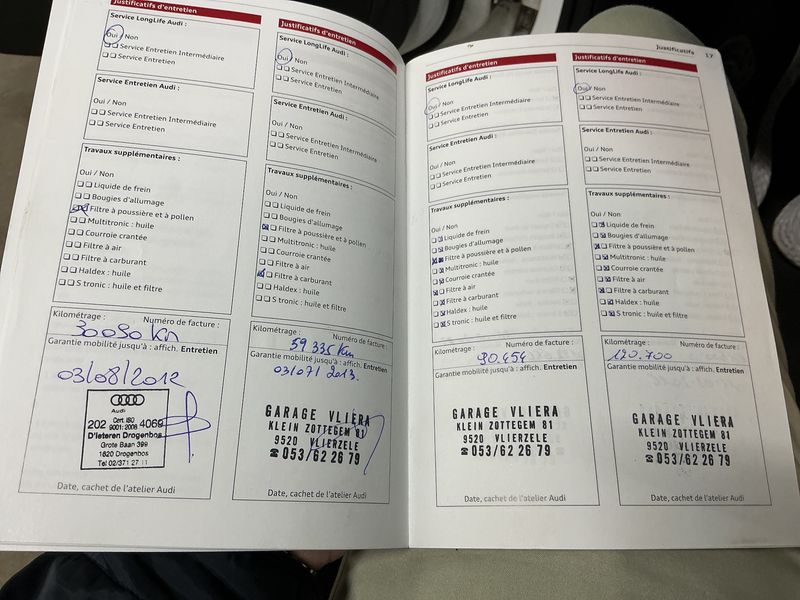 Justificatifs d'entretien
Service LongLife Audi :
Oui / Non
Service Entretien Intermédiaire
Service Entretien
Service Entretien Audi :
Oui / Non
Service Entretien Intermédiaire
Service Entretien
Travaux supplémentaires :
Oui / Non
Liquide de frein
Bougies d'allumage
Filtre à poussière et à pollen
Multitronic : huile
Courroie crantée
Filtre à air
Filtre à carburant
Haldex : huile
S tronic : huile et filtre
Kilométrage :
Numéro de facture :
30090 Km
Garantie mobilité jusqu'à : affich. Entretien
03/08/2012
Audi
Cert. ISO
202 9001: 2008 4069
D'Ieteren Drogenbos
Grote Baan 399
1620 Drogenbos
Tel 02/371 27 11
Date, cachet de l'atelier Audi
Justificatifs d'entretien
Service LongLife Audi :
Oui / Non
Service Entretien Intermédiaire
Service Entretien
Service Entretien Audi :
Oui / Non
Service Entretien Intermédiaire
Service Entretien
Travaux supplémentaires :
Oui / Non
Liquide de frein
Bougies d'allumage
Filtre à poussière et à pollen
Multitronic : huile
Courroie crantée
Filtre à air
Filtre à carburant
Haldex : huile
S tronic : huile et filtre
Kilométrage :
Numéro de facture :
59 335 Km
Garantie mobilité jusqu'à : affich. Entretien
03/07/2013.
GARAGE VLIERA
KLEIN ZOTTEGEM 81
9520 VLIERZELE
☎053/62 26 79
Date, cachet de l'atelier Audi
Justificatifs d'entretien
Service LongLife Audi :
Oui / Non
Service Entretien Intermédiaire
Service Entretien
Service Entretien Audi :
Oui / Non
Service Entretien Intermédiaire
Service Entretien
Travaux supplémentaires :
Oui / Non
Liquide de frein
Bougies d'allumage
Filtre à poussière et à pollen
Multitronic : huile
Courroie crantée
Filtre à air
Filtre à carburant
Haldex : huile
S tronic : huile et filtre
Kilométrage :
Numéro de facture :
90.454
Garantie mobilité jusqu'à : affich. Entretien
GARAGE VLIERA
KLEIN ZOTTEGEM 81
9520 VLIERZELE
☎053/62 26 79
Date, cachet de l'atelier Audi
Justificatifs 17
Justificatifs d'entretien
Service LongLife Audi :
Oui / Non
Service Entretien Intermédiaire
Service Entretien
Service Entretien Audi :
Oui / Non
Service Entretien Intermédiaire
Service Entretien
Travaux supplémentaires :
Oui / Non
Liquide de frein
Bougies d'allumage
Filtre à poussière et à pollen
Multitronic : huile
Courroie crantée
Filtre à air
Filtre à carburant
Haldex : huile
S tronic : huile et filtre
Kilométrage :
Numéro de facture :
120.700
Garantie mobilité jusqu'à : affich. Entretien
GARAGE VLIERA
KLEIN ZOTTEGEM 81
9520 VLIERZELE
☎053/62 26 79
Date, cachet de l'atelier Audi